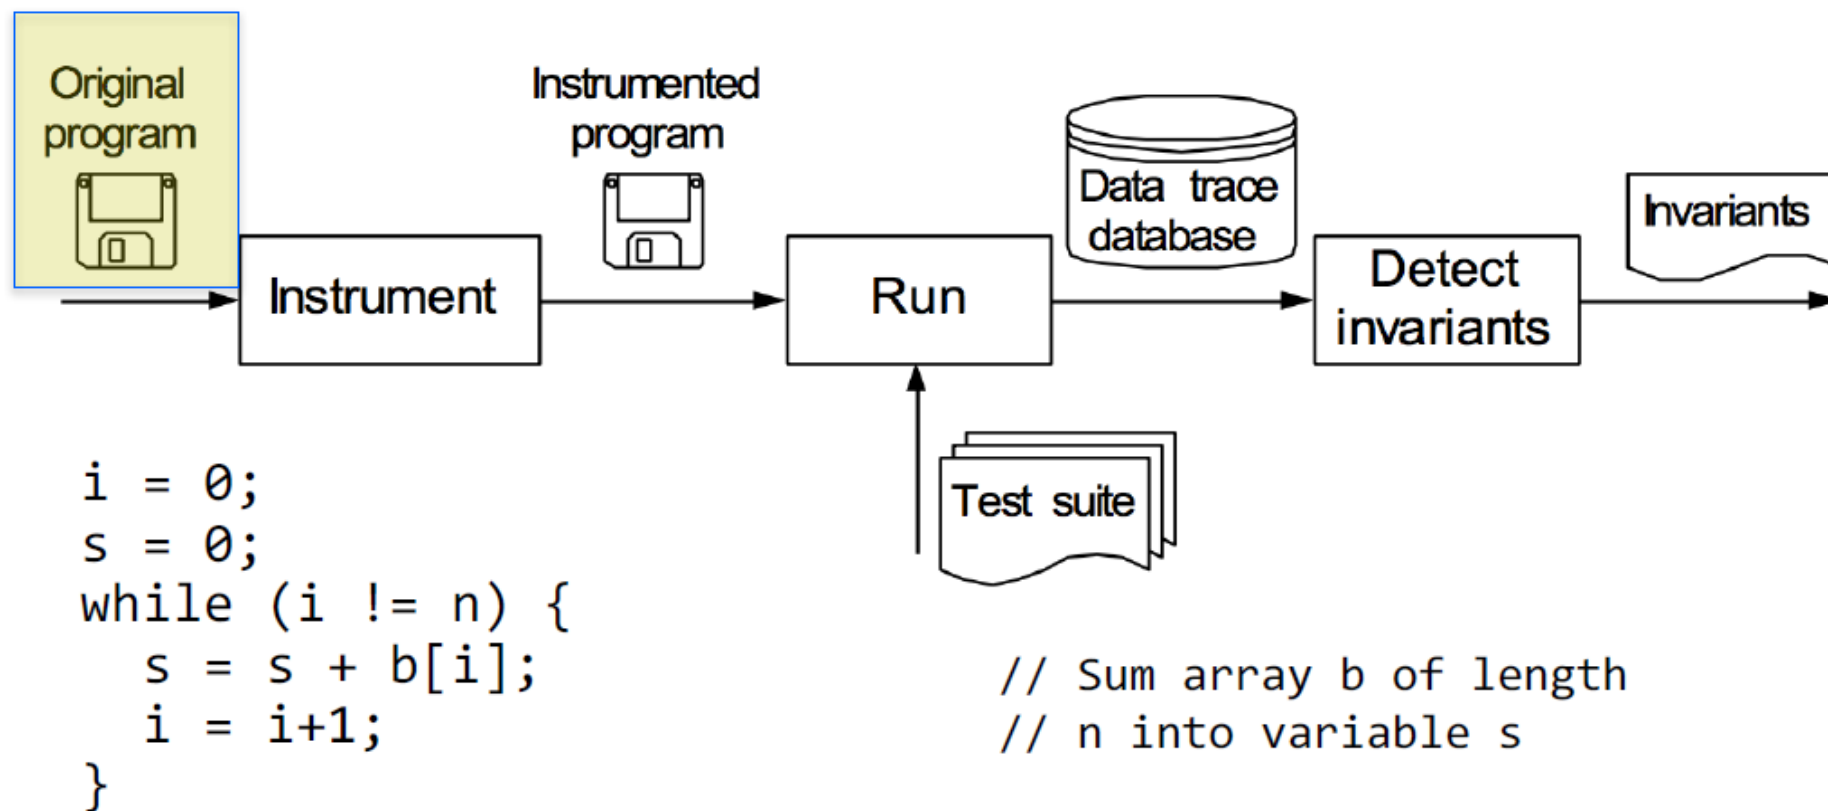 Original
program
Instrumented
program
Data trace
database
Invariants
Instrument
Run
Detect
invariants
Test suite
i = 0;
s = 0;
while (i != n) {
  s = s + b[i];
  i = i+1;
}
// Sum array b of length
// n into variable s